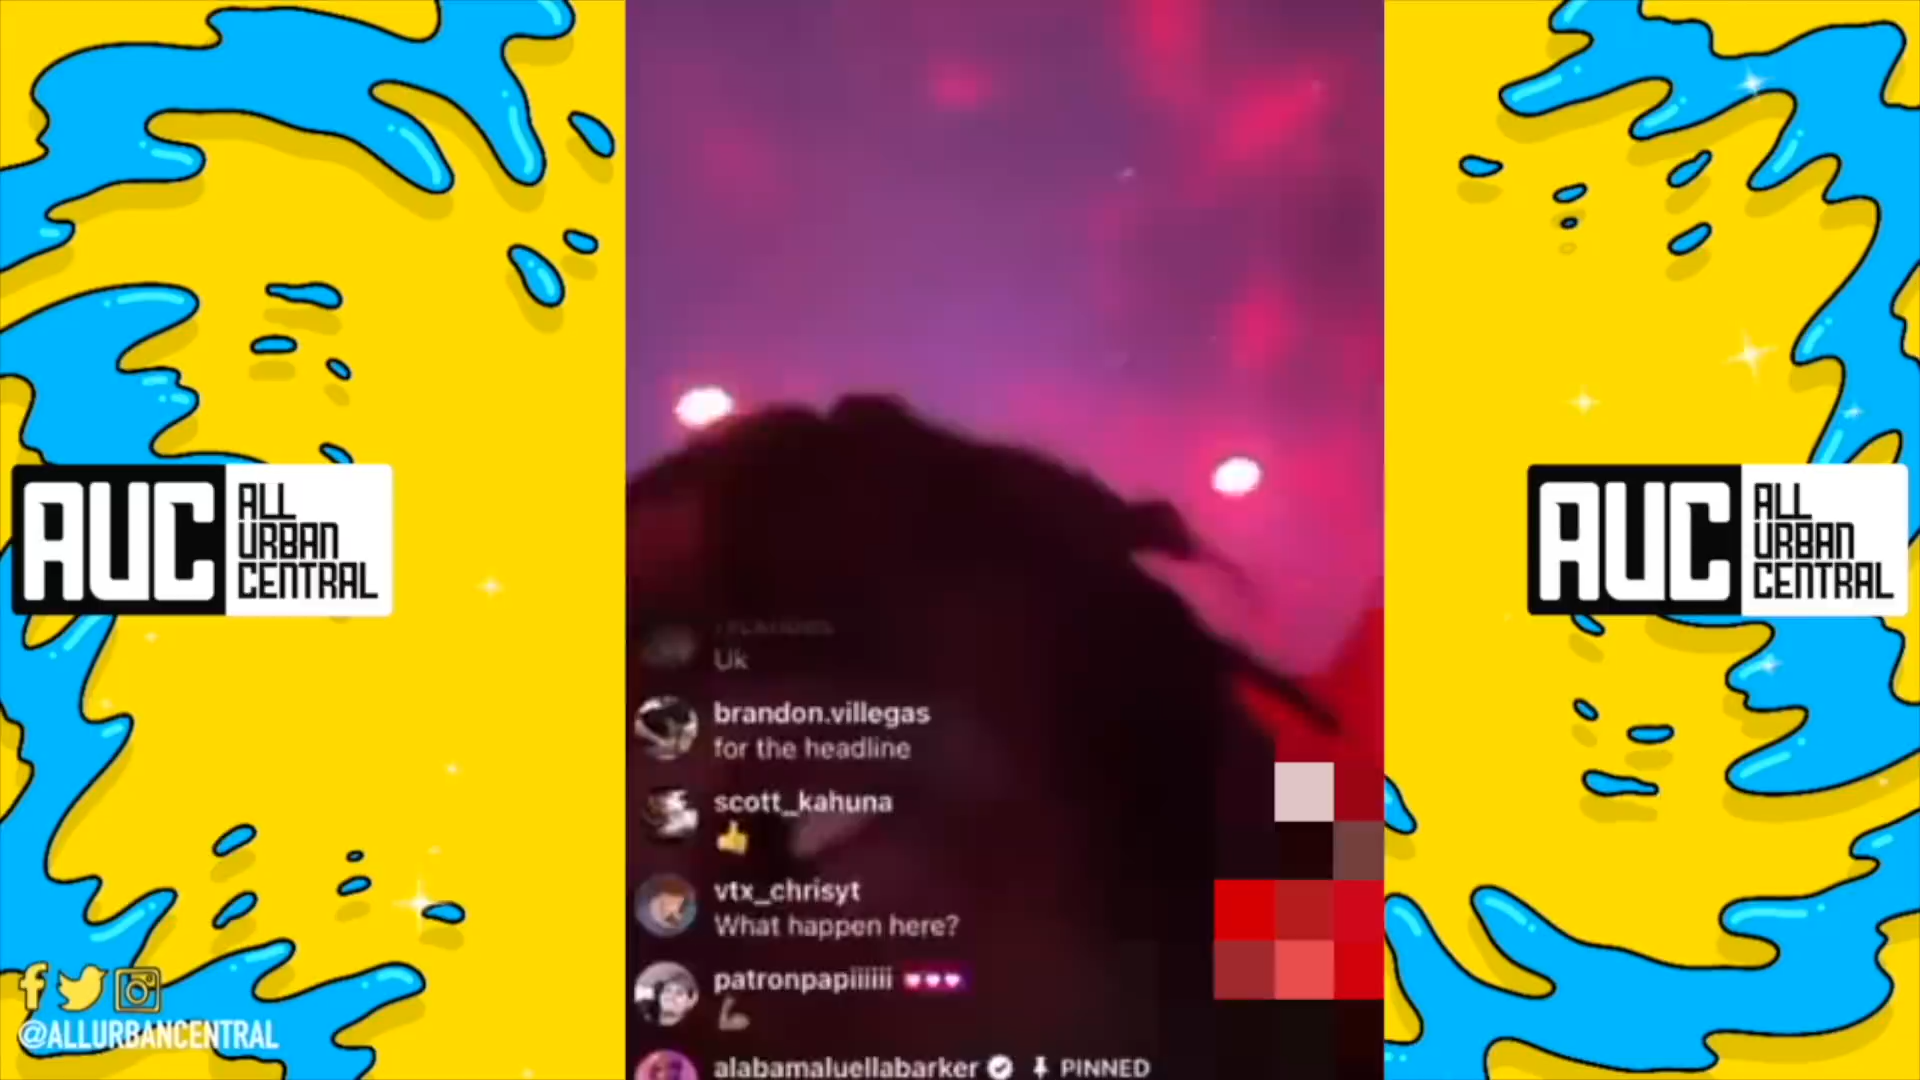 AUC ALL
URBAN
CENTRAL
Uk
brandon.villegas
for the headline
scott_kahuna
👍
vtx_chrisyt
What happen here?
patronpapiiiiii
💪
alabamaluellabarker PINNED
AUC ALL
URBAN
CENTRAL
@ALLURBANCENTRAL